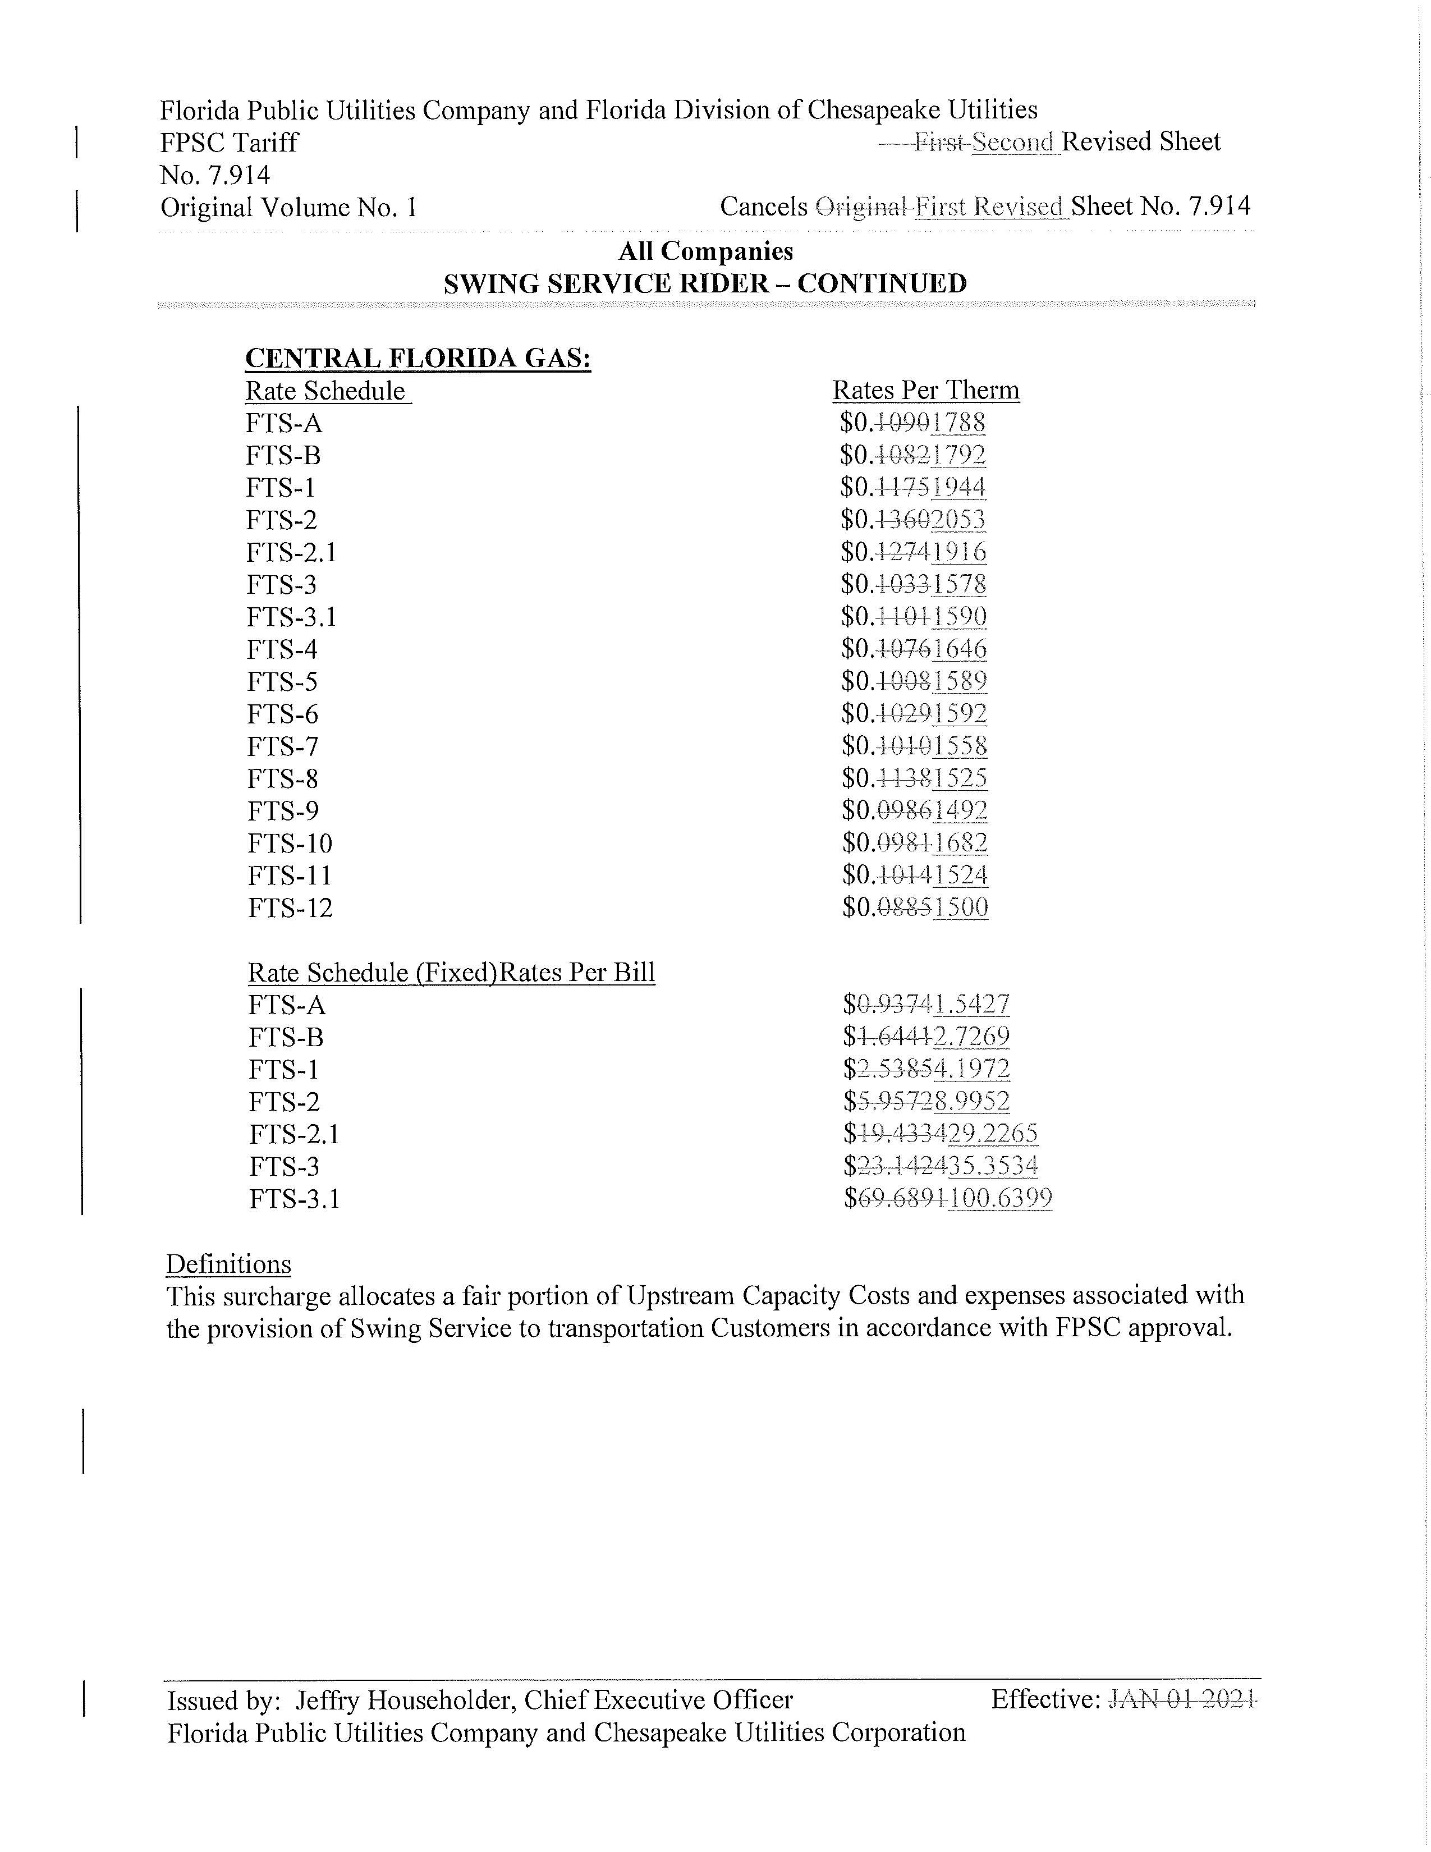 Florida Public Utilities Company and Florida Division of Chesapeake Utilities
FPSC Tariff First Second Revised Sheet
No. 7.914
Original Volume No. 1 Cancels Original First Revised Sheet No. 7.914
All Companies
SWING SERVICE RIDER – CONTINUED
CENTRAL FLORIDA GAS:
Rate Schedule Rates Per Therm
FTS-A $0.10901788
FTS-B $0.10821792
FTS-1 $0.11751944
FTS-2 $0.13602053
FTS-2.1 $0.12741916
FTS-3 $0.10331578
FTS-3.1 $0.11011590
FTS-4 $0.10761646
FTS-5 $0.10081589
FTS-6 $0.10291592
FTS-7 $0.10101558
FTS-8 $0.11381525
FTS-9 $0.09861492
FTS-10 $0.09811682
FTS-11 $0.10141524
FTS-12 $0.08851500
Rate Schedule (Fixed)Rates Per Bill
FTS-A $0.93741.5427
FTS-B $1.64412.7269
FTS-1 $2.53854.1972
FTS-2 $5.95728.9952
FTS-2.1 $19.433429.2265
FTS-3 $23.142435.3534
FTS-3.1 $69.6891100.6399
Definitions
This surcharge allocates a fair portion of Upstream Capacity Costs and expenses associated with
the provision of Swing Service to transportation Customers in accordance with FPSC approval.
Issued by: Jeffry Householder, Chief Executive Officer Effective: JAN 01 2021
Florida Public Utilities Company and Chesapeake Utilities Corporation